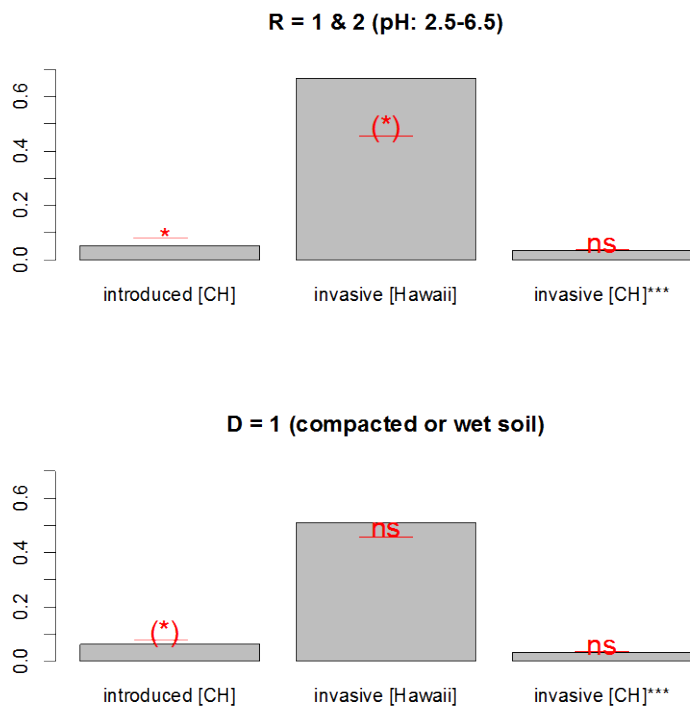 R = 1 & 2 (pH: 2.5-6.5)
0.6
0.4
0.2
0.0
*
(*)
ns
introduced [CH]
invasive [Hawaii]
invasive [CH]***
D = 1 (compacted or wet soil)
0.6
0.4
0.2
0.0
(*)
ns
ns
introduced [CH]
invasive [Hawaii]
invasive [CH]***